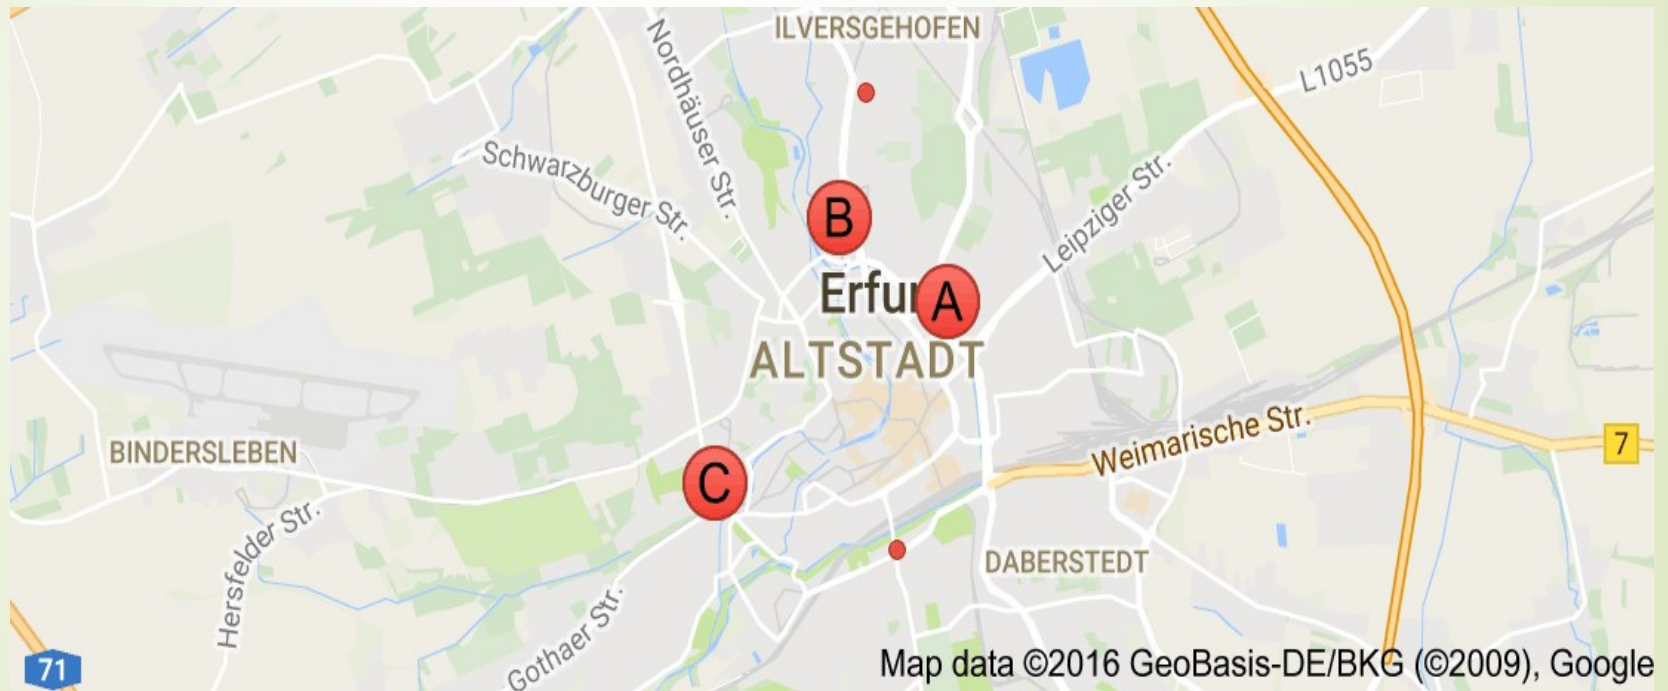 ILVERSGEHOFEN
Nordhäuser Str.
L1055
Schwarzburger Str.
Leipziger Str.
B
Erfur
A
ALTSTADT
BINDERSLEBEN
Weimarische Str.
7
C
Hersfelder Str.
DABERSTEDT
Gothaer Str.
71
Map data ©2016 GeoBasis-DE/BKG (©2009), Google